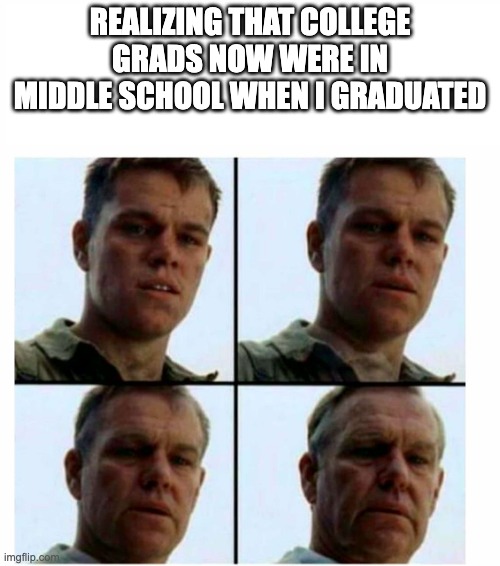 REALIZING THAT COLLEGE
GRADS NOW WERE IN
MIDDLE SCHOOL WHEN I GRADUATED
imgflip.com